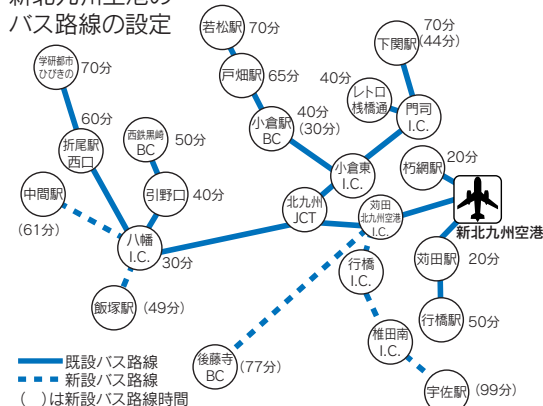 新北九州空港の
バス路線の設定
若松駅
70分
戸畑駅
65分
小倉駅
BC
40分
(30分)
下関駅
70分
(44分)
レトロ
桟橋通
40分
門司
I.C.
小倉東
I.C.
朽網駅
20分
学研都市
ひびきの
70分
折尾駅
西口
60分
西鉄黒崎
BC
50分
引野口
40分
中間駅
(61分)
八幡
I.C.
30分
飯塚駅
(49分)
北九州
JCT
苅田
北九州空港
I.C.
新北九州空港
苅田駅
20分
行橋駅
50分
行橋
I.C.
椎田南
I.C.
宇佐駅
(99分)
後藤寺
BC
(77分)
既設バス路線
新設バス路線
( )は新設バス路線時間